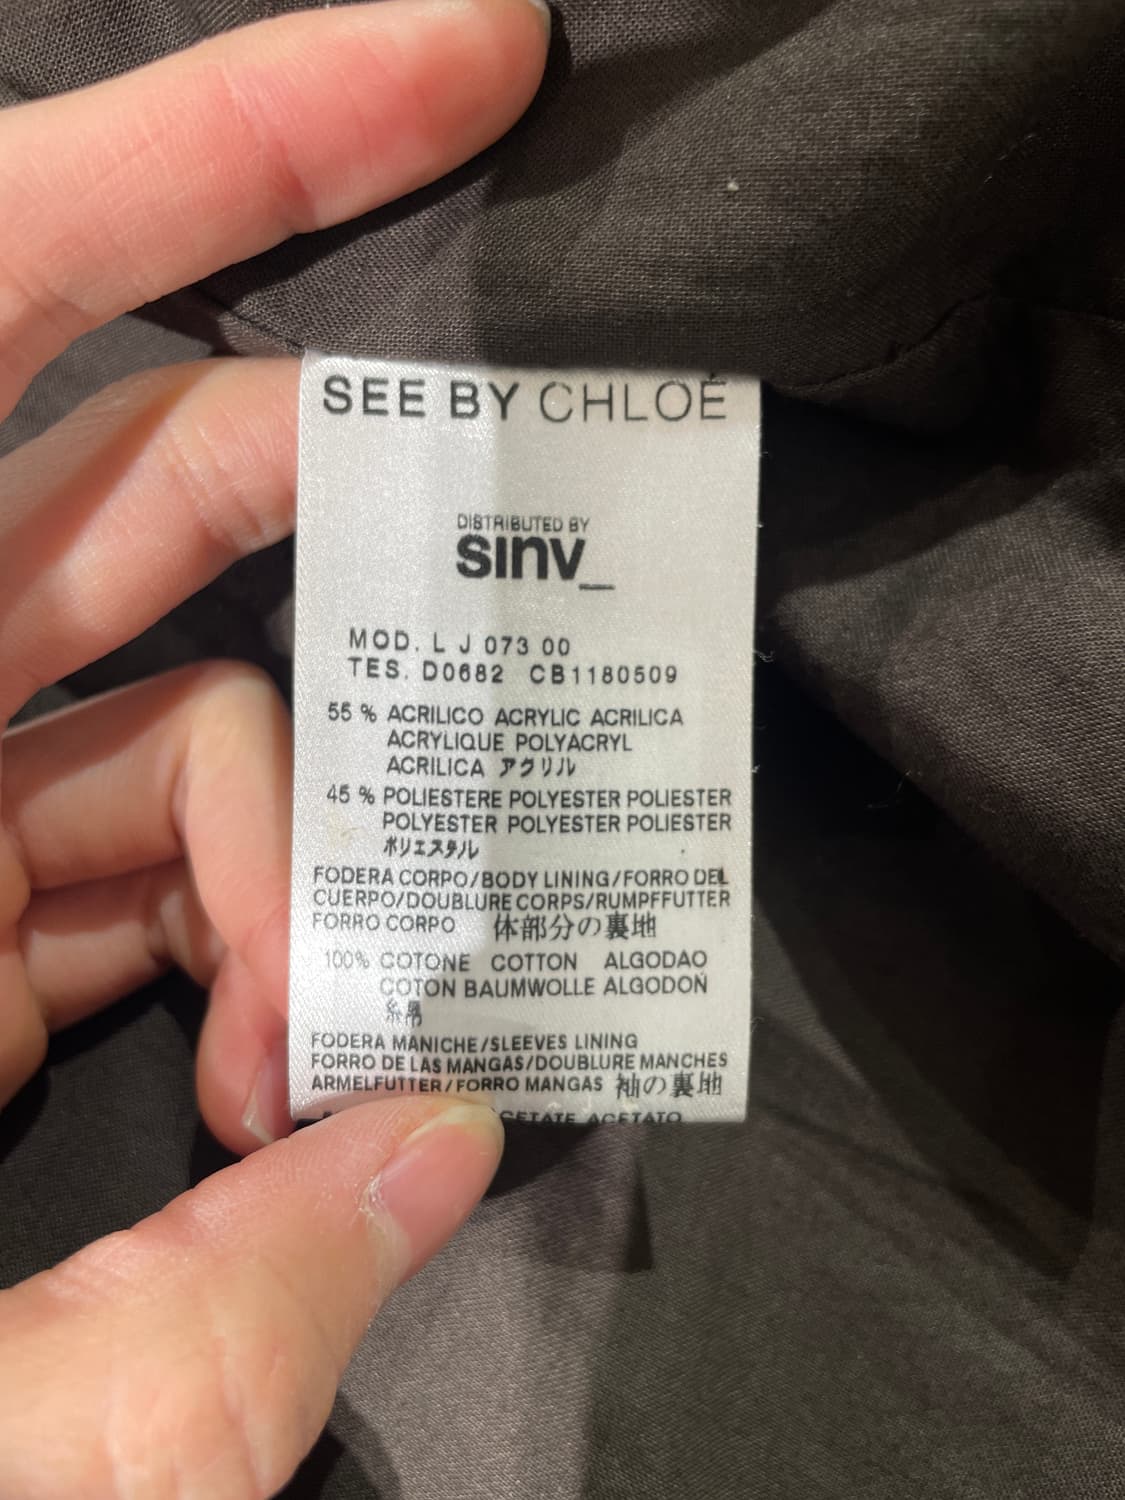 SEE BY CHLOÉ
DISTRIBUTED BY
sınv_
MOD. L J 073 00
TES. D0682 CB1180509
55 % ACRILICO ACRYLIC ACRILICA
ACRYLIQUE POLYACRYL
ACRILICA アクリル
45 % POLIESTERE POLYESTER POLIESTER
POLYESTER POLYESTER POLIESTER
ポリエステル
FODERA CORPO/BODY LINING/FORRO DEL
CUERPO/DOUBLURE CORPS/RUMPFFUTTER
FORRO CORPO 体部分の裏地
100% COTONE COTTON ALGODAO
COTON BAUMWOLLE ALGODON
FODERA MANICHE/SLEEVES LINING
FORRO DE LAS MANGAS/DOUBLURE MANCHES
ARMELFUTTER/FORRO MANGAS 袖の裏地
ACETATO